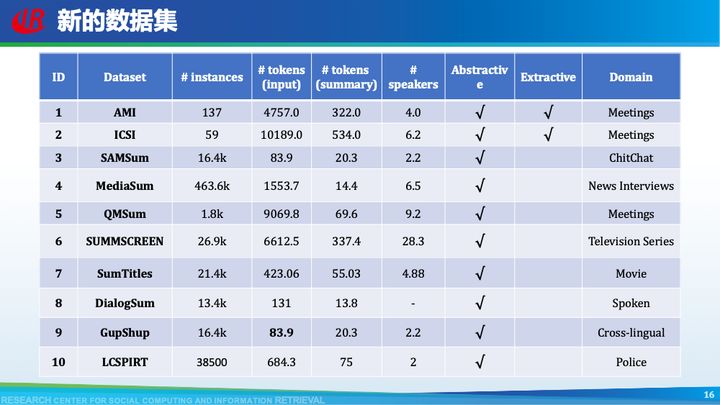 新的数据集
ID Dataset # instances # tokens (input) # tokens (summary) # speakers Abstractiv e Extractive Domain
1 AMI 137 4757.0 322.0 4.0 √ √ Meetings
2 ICSI 59 10189.0 534.0 6.2 √ √ Meetings
3 SAMSum 16.4k 83.9 20.3 2.2 √ ChitChat
4 MediaSum 463.6k 1553.7 14.4 6.5 √ News Interviews
5 QMSum 1.8k 9069.8 69.6 9.2 √ Meetings
6 SUMMSCREEN 26.9k 6612.5 337.4 28.3 √ Television Series
7 SumTitles 21.4k 423.06 55.03 4.88 √ Movie
8 DialogSum 13.4k 131 13.8 - √ Spoken
9 GupShup 16.4k 83.9 20.3 2.2 √ Cross-lingual
10 LCSPIRT 38500 684.3 75 2 √ Police
16
RESEARCH CENTER FOR SOCIAL COMPUTING AND INFORMATION RETRIEVAL